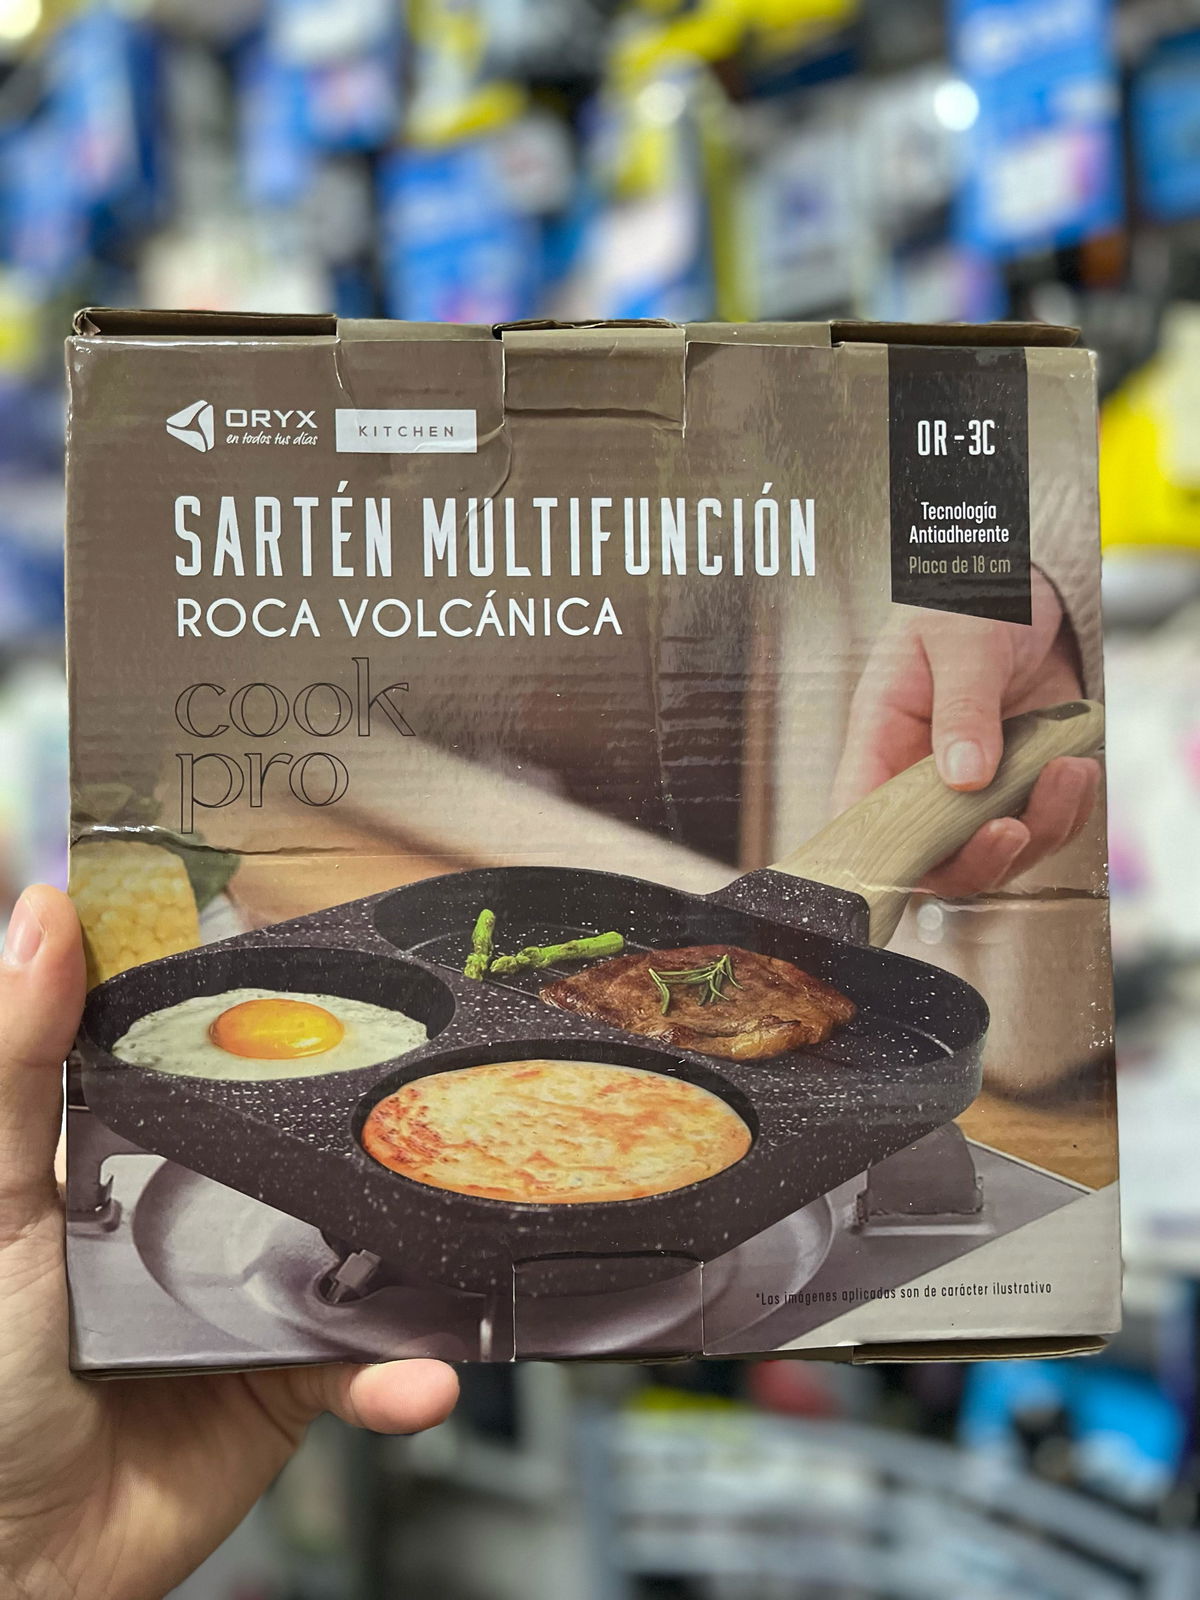 ORYX
en todos tus días
KITCHEN
OR-3C
SARTÉN MULTIFUNCIÓN
ROCA VOLCÁNICA
Tecnología
Antiadherente
Placa de 18 cm
cook
pro
*Las imágenes aplicadas son de carácter ilustrativo